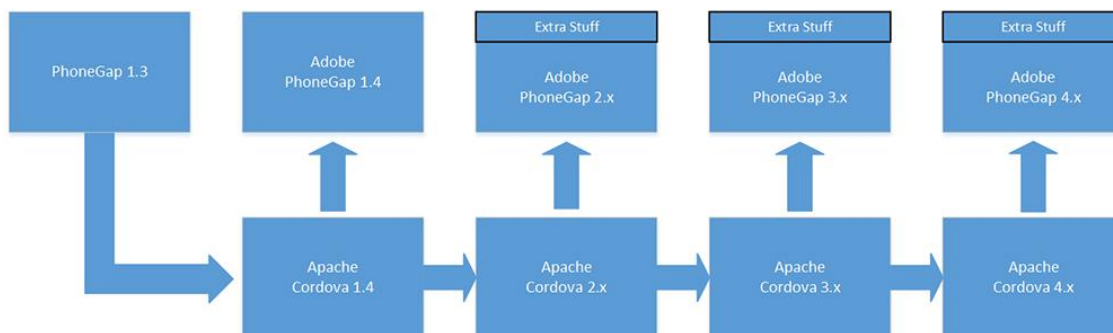 PhoneGap 1.3
Adobe
PhoneGap 1.4
Extra Stuff
Adobe
PhoneGap 2.x
Extra Stuff
Adobe
PhoneGap 3.x
Extra Stuff
Adobe
PhoneGap 4.x
Apache
Cordova 1.4
Apache
Cordova 2.x
Apache
Cordova 3.x
Apache
Cordova 4.x